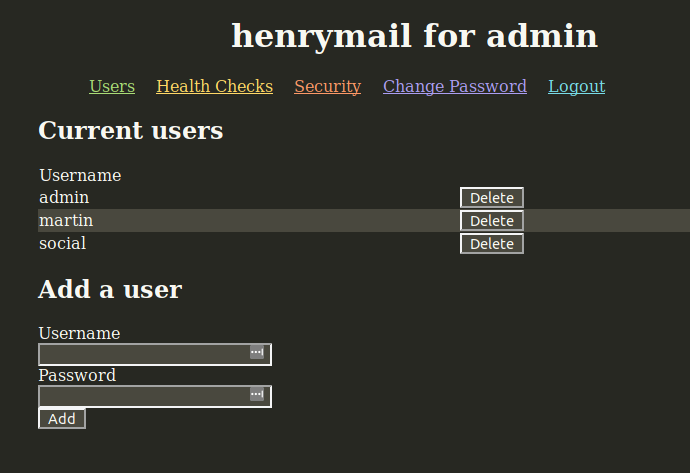 henrymail for admin
Users Health Checks Security Change Password Logout
Current users
Username
admin Delete
martin Delete
social Delete
Add a user
Username
Password
Add